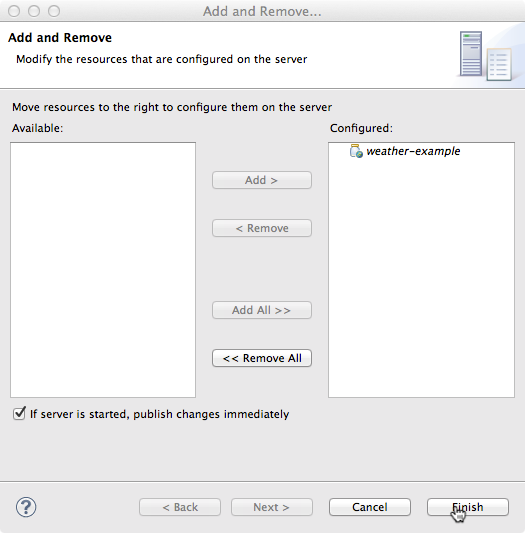 Add and Remove...
Add and Remove
Modify the resources that are configured on the server
Move resources to the right to configure them on the server
Available:
Configured:
weather-example
Add >
< Remove
Add All >>
<< Remove All
If server is started, publish changes immediately
?
< Back
Next >
Cancel
Finish